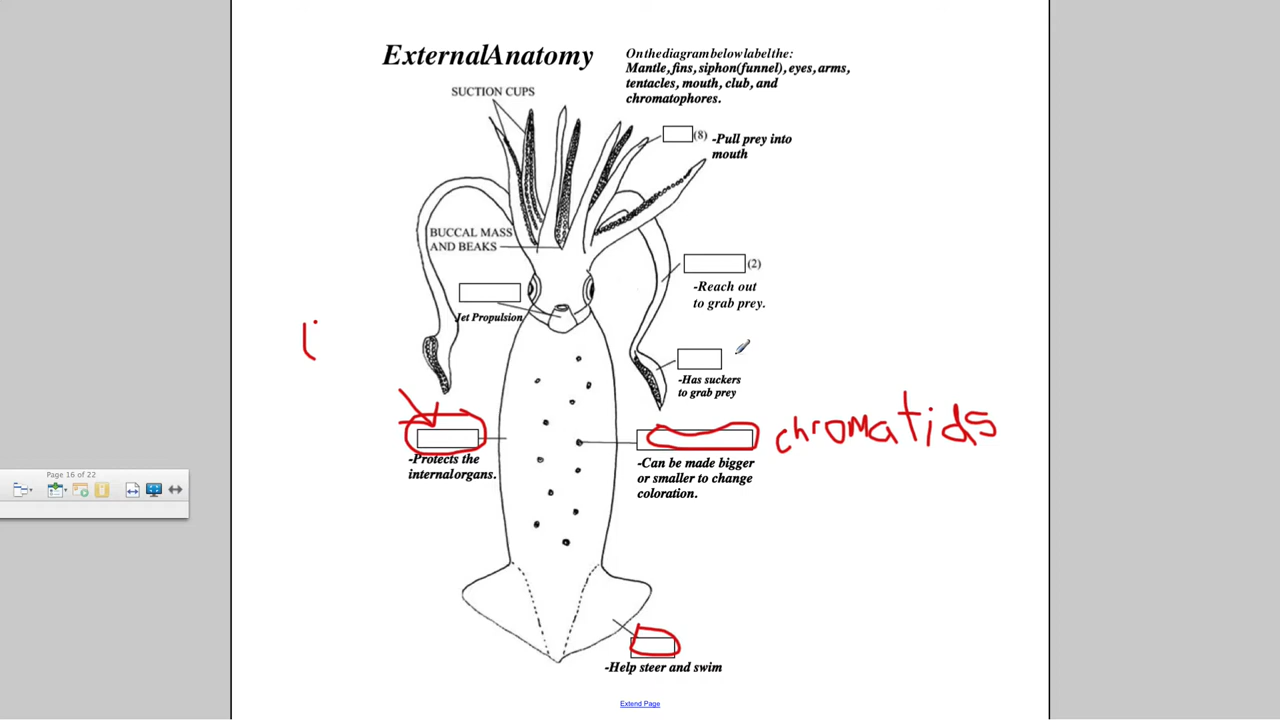 ExternalAnatomy
On the diagram below label the:
Mantle, fins, siphon(funnel), eyes, arms,
tentacles, mouth, club, and
chromatophores.
SUCTION CUPS
(8)
-Pull prey into
mouth
BUCCAL MASS
AND BEAKS
(2)
-Reach out
to grab prey.
Jet Propulsion
-Has suckers
to grab prey
chromatids
-Protects the
internal organs.
-Can be made bigger
or smaller to change
coloration.
Page 16 of 22
-Help steer and swim
Extend Page